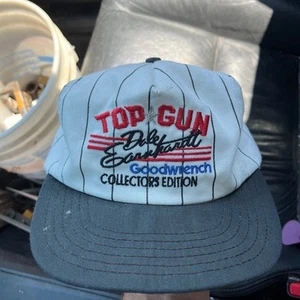 TOP GUN
Dale
Earnhardt
Goodwrench
COLLECTORS EDITION